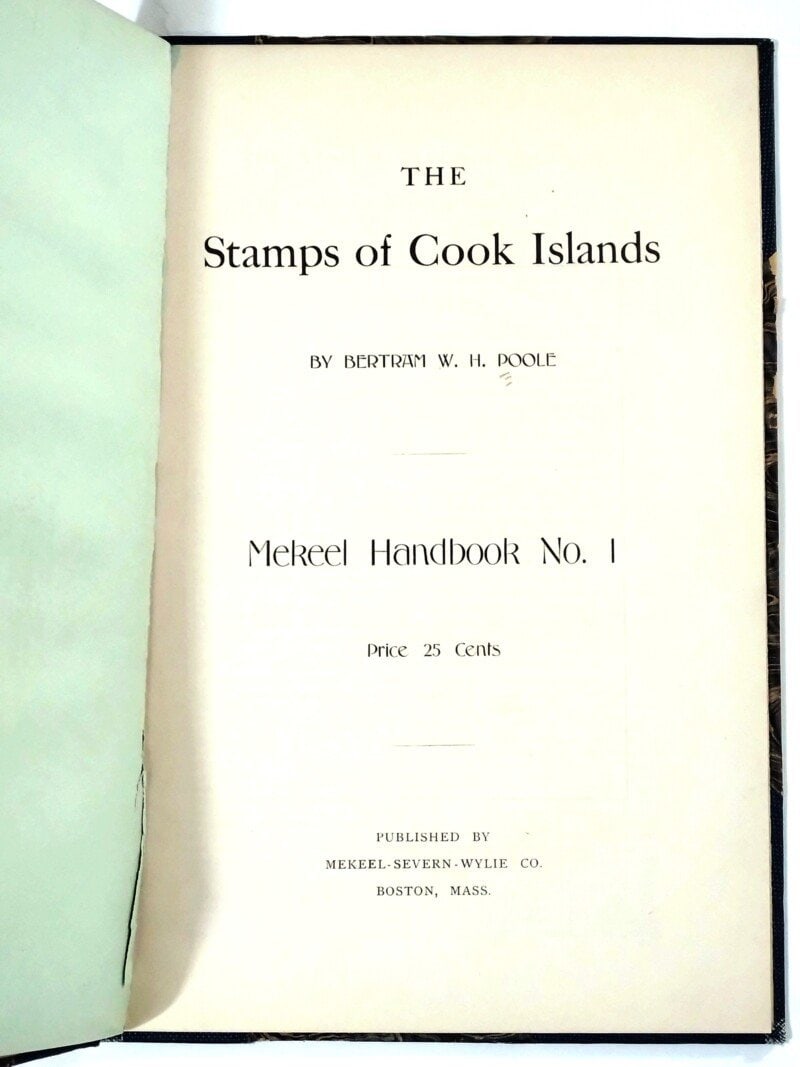 THE
Stamps of Cook Islands
BY BERTRAM W. H. POOLE
Mekeel Handbook No. 1
Price 25 Cents
PUBLISHED BY
MEKEEL-SEVERN-WYLIE CO.
BOSTON, MASS.